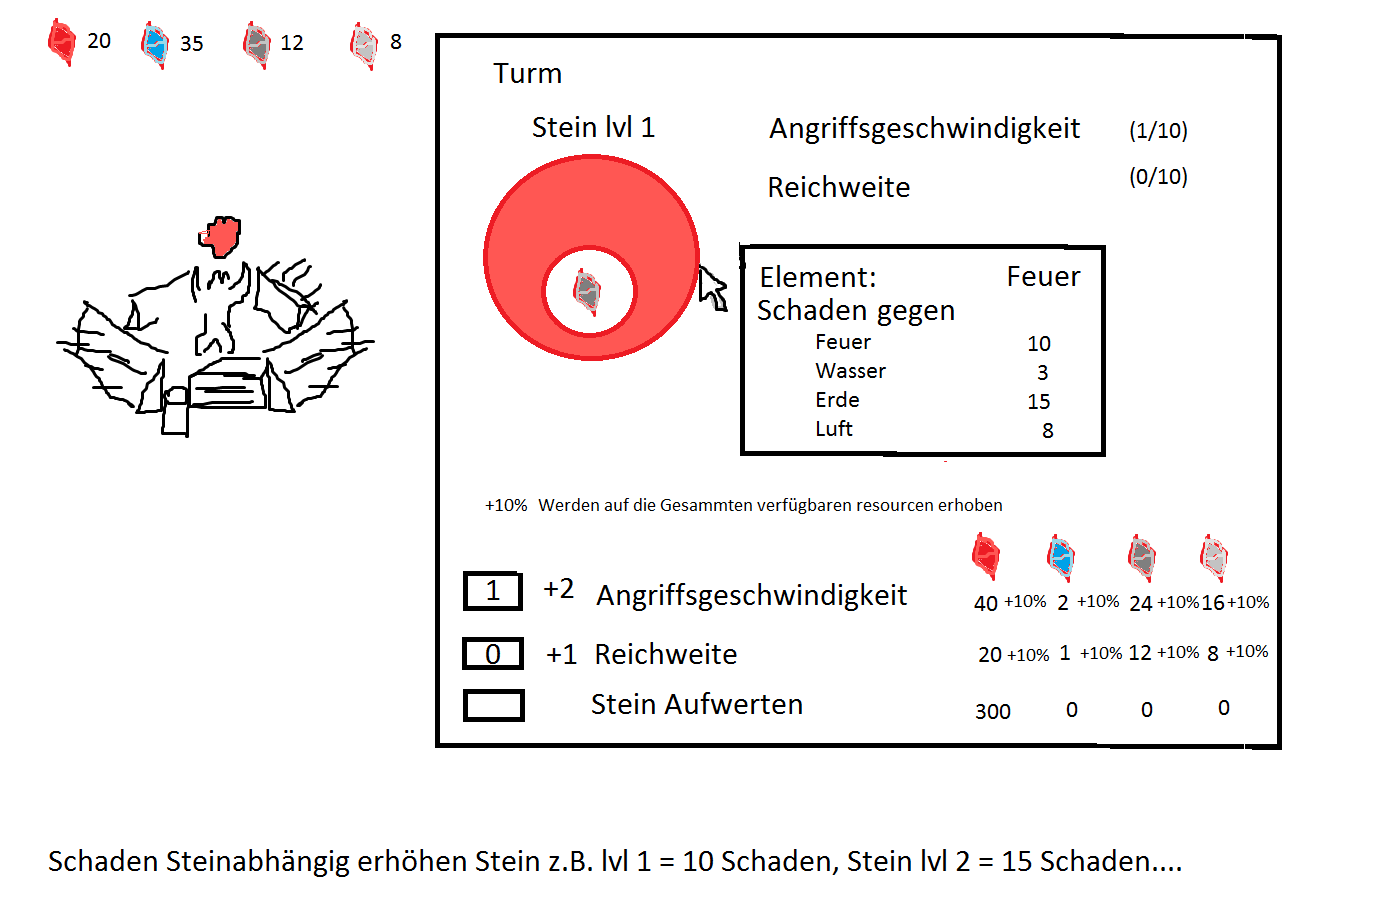 20 35 12 8
Turm
Stein lvl 1
Angriffsgeschwindigkeit (1/10)
Reichweite (0/10)
Element: Feuer
Schaden gegen
Feuer 10
Wasser 3
Erde 15
Luft 8
+10% Werden auf die Gesammten verfügbaren resourcen erhoben
1 +2 Angriffsgeschwindigkeit 40 +10% 2 +10% 24 +10% 16 +10%
0 +1 Reichweite 20 +10% 1 +10% 12 +10% 8 +10%
Stein Aufwerten 300 0 0 0
Schaden Steinabhängig erhöhen Stein z.B. lvl 1 = 10 Schaden, Stein lvl 2 = 15 Schaden....